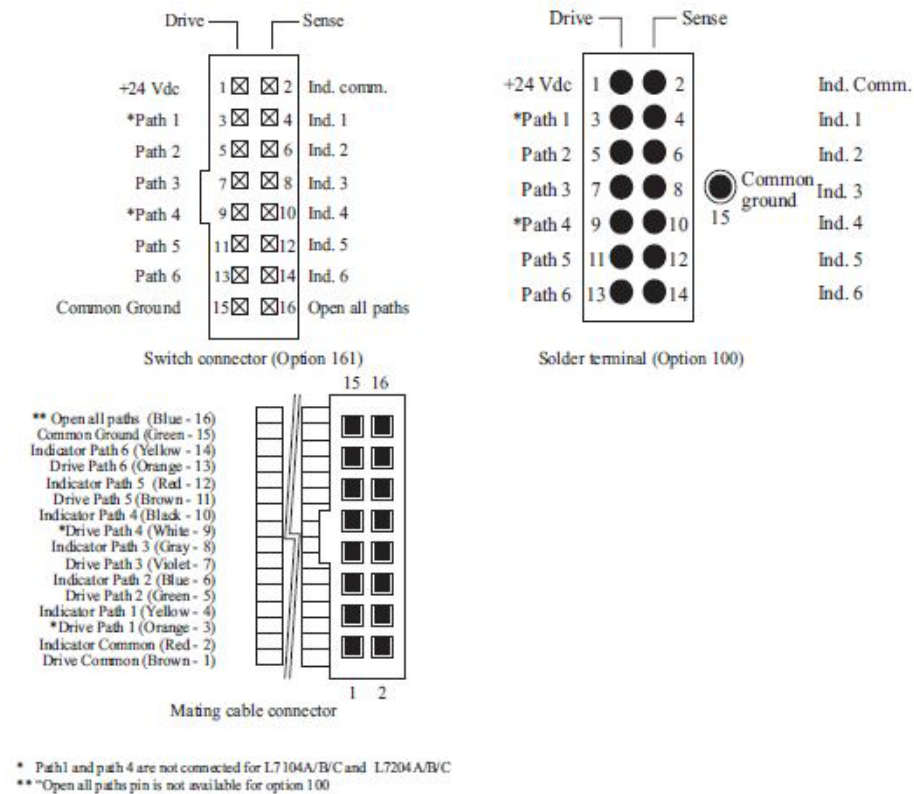 Drive Sense
+24 Vdc 1 2 Ind. comm.
*Path 1 3 4 Ind. 1
Path 2 5 6 Ind. 2
Path 3 7 8 Ind. 3
*Path 4 9 10 Ind. 4
Path 5 11 12 Ind. 5
Path 6 13 14 Ind. 6
Common Ground 15 16 Open all paths
Switch connector (Option 161)
Drive Sense
+24 Vdc 1 2 Ind. Comm.
*Path 1 3 4 Ind. 1
Path 2 5 6 Ind. 2
Path 3 7 8 Ind. 3
*Path 4 9 10 Ind. 4
Path 5 11 12 Ind. 5
Path 6 13 14 Ind. 6
Common
ground
15
Solder terminal (Option 100)
15 16
** Open all paths (Blue - 16)
Common Ground (Green - 15)
Indicator Path 6 (Yellow - 14)
Drive Path 6 (Orange - 13)
Indicator Path 5 (Red - 12)
Drive Path 5 (Brown - 11)
Indicator Path 4 (Black - 10)
*Drive Path 4 (White - 9)
Indicator Path 3 (Gray - 8)
Drive Path 3 (Violet - 7)
Indicator Path 2 (Blue - 6)
Drive Path 2 (Green - 5)
Indicator Path 1 (Yellow - 4)
*Drive Path 1 (Orange - 3)
Indicator Common (Red - 2)
Drive Common (Brown - 1)
1 2
Mating cable connector
* Path1 and path 4 are not connected for L7104A/B/C and L7204A/B/C
** "Open all paths pin is not available for option 100